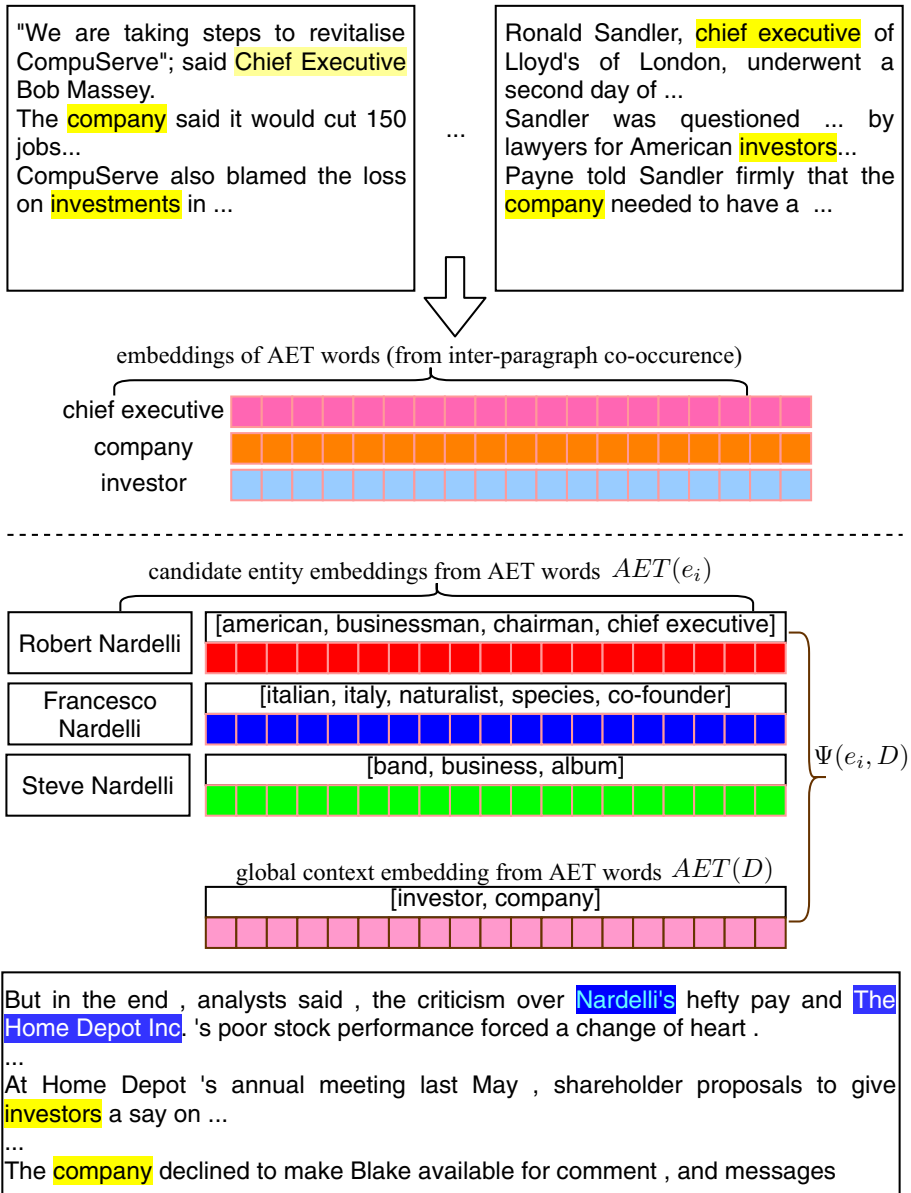 "We are taking steps to revitalise
CompuServe"; said Chief Executive
Bob Massey.
The company said it would cut 150
jobs...
CompuServe also blamed the loss
on investments in ...
...
Ronald Sandler, chief executive of
Lloyd's of London, underwent a
second day of ...
Sandler was questioned ... by
lawyers for American investors...
Payne told Sandler firmly that the
company needed to have a ...
embeddings of AET words (from inter-paragraph co-occurence)
chief executive
company
investor
candidate entity embeddings from AET words AET(e_i)
Robert Nardelli
[american, businessman, chairman, chief executive]
Francesco
Nardelli
[italian, italy, naturalist, species, co-founder]
Steve Nardelli
[band, business, album]
Ψ(e_i, D)
global context embedding from AET words AET(D)
[investor, company]
But in the end , analysts said , the criticism over Nardelli's hefty pay and The
Home Depot Inc. 's poor stock performance forced a change of heart .
...
At Home Depot 's annual meeting last May , shareholder proposals to give
investors a say on ...
...
The company declined to make Blake available for comment , and messages